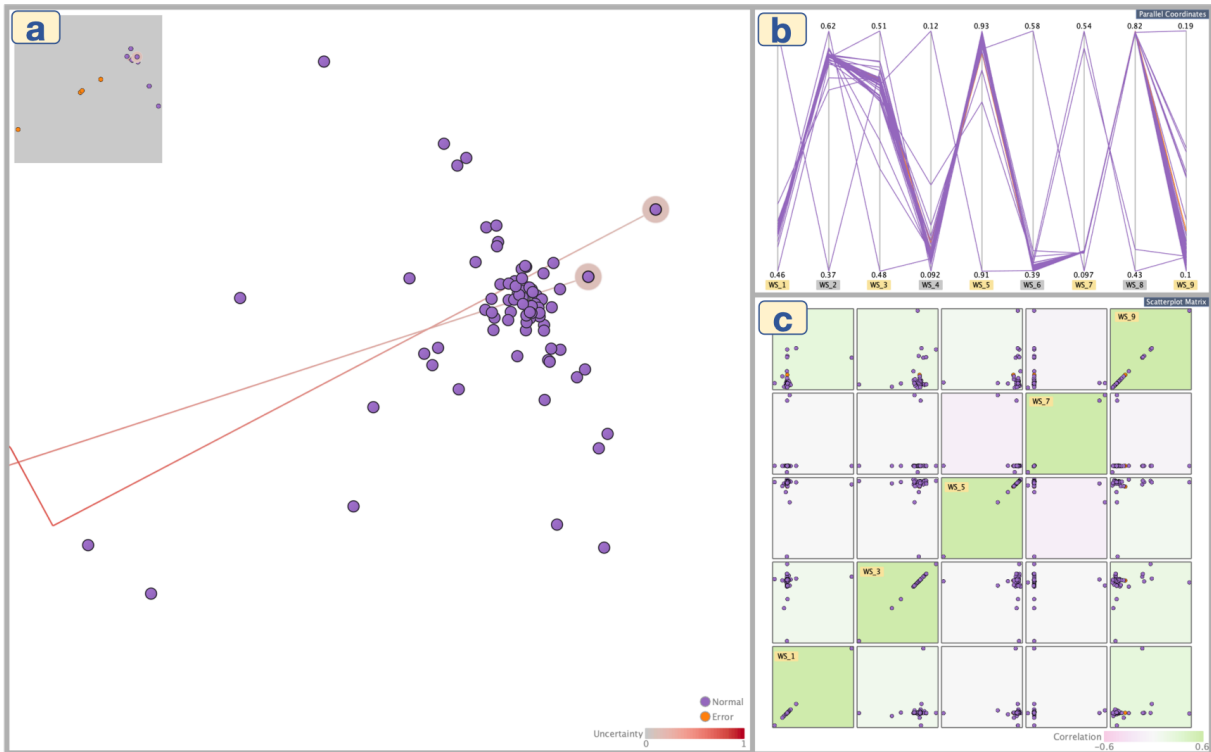 a
Normal
Error
Uncertainty
0
1
b
Parallel Coordinates
0.62
0.51
0.12
0.93
0.58
0.54
0.82
0.19
0.46
0.37
0.48
0.092
0.91
0.39
0.097
0.43
0.1
WS_1
WS_2
WS_3
WS_4
WS_5
WS_6
WS_7
WS_8
WS_9
c
Scatterplot Matrix
WS_9
WS_7
WS_5
WS_3
WS_1
Correlation
−0.6
0.6